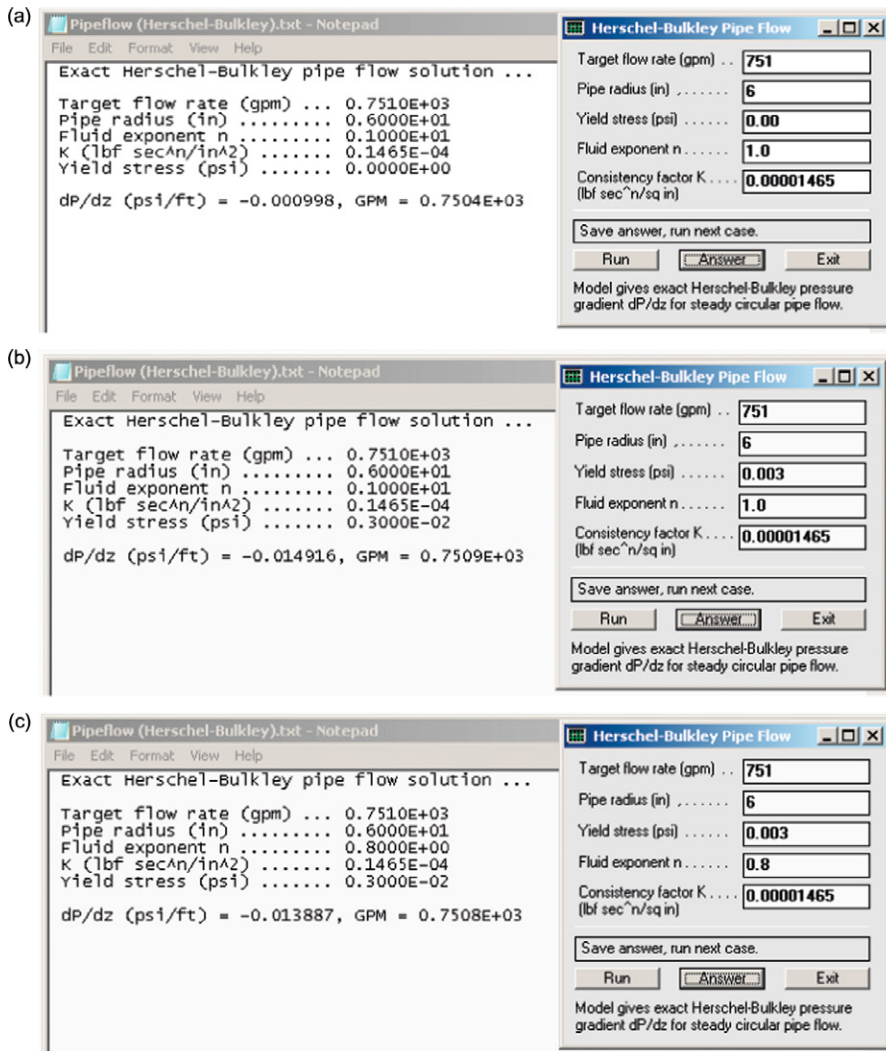 (a)
Pipeflow (Herschel-Bulkley).txt - Notepad
File Edit Format View Help
Exact Herschel-Bulkley pipe flow solution ...
Target flow rate (gpm) ... 0.7510E+03
Pipe radius (in) ......... 0.6000E+01
Fluid exponent n ......... 0.1000E+01
K (lbf sec^n/in^2) ....... 0.1465E-04
Yield stress (psi) ....... 0.0000E+00
dP/dz (psi/ft) = -0.000998, GPM = 0.7504E+03
Herschel-Bulkley Pipe Flow
Target flow rate (gpm) .. 751
Pipe radius (in) ,...... 6
Yield stress (psi) ...... 0.00
Fluid exponent n...... 1.0
Consistency factor K .... 0.00001465
(lbf sec^n/sq in)
Save answer, run next case.
Run Answer Exit
Model gives exact Herschel-Bulkley pressure
gradient dP/dz for steady circular pipe flow.
(b)
Pipeflow (Herschel-Bulkley).txt - Notepad
File Edit Format View Help
Exact Herschel-Bulkley pipe flow solution ...
Target flow rate (gpm) ... 0.7510E+03
Pipe radius (in) ......... 0.6000E+01
Fluid exponent n ......... 0.1000E+01
K (lbf sec^n/in^2) ....... 0.1465E-04
Yield stress (psi) ....... 0.3000E-02
dP/dz (psi/ft) = -0.014916, GPM = 0.7509E+03
Herschel-Bulkley Pipe Flow
Target flow rate (gpm) .. 751
Pipe radius (in) ,...... 6
Yield stress (psi) ...... 0.003
Fluid exponent n...... 1.0
Consistency factor K .... 0.00001465
(lbf sec^n/sq in)
Save answer, run next case.
Run Answer Exit
Model gives exact Herschel-Bulkley pressure
gradient dP/dz for steady circular pipe flow.
(c)
Pipeflow (Herschel-Bulkley).txt - Notepad
File Edit Format View Help
Exact Herschel-Bulkley pipe flow solution ...
Target flow rate (gpm) ... 0.7510E+03
Pipe radius (in) ......... 0.6000E+01
Fluid exponent n ......... 0.8000E+00
K (lbf sec^n/in^2) ....... 0.1465E-04
Yield stress (psi) ....... 0.3000E-02
dP/dz (psi/ft) = -0.013887, GPM = 0.7508E+03
Herschel-Bulkley Pipe Flow
Target flow rate (gpm) .. 751
Pipe radius (in) ,...... 6
Yield stress (psi) ...... 0.003
Fluid exponent n...... 0.8
Consistency factor K .... 0.00001465
(lbf sec^n/sq in)
Save answer, run next case.
Run Answer Exit
Model gives exact Herschel-Bulkley pressure
gradient dP/dz for steady circular pipe flow.